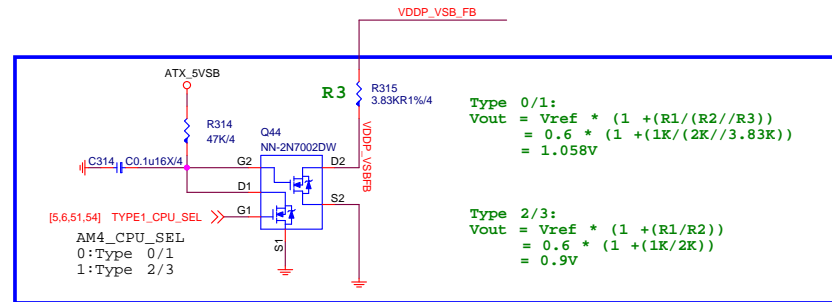 VDDP_VSB_FB
ATX_5VSB
R3
R315
3.83KR1%/4
R314
47K/4
VDDP_VSBFB
Q44
NN-2N7002DW
C314
C0.1u16X/4
G2
D2
D1
S2
[5,6,51,54] TYPE1_CPU_SEL
G1
S1
AM4_CPU_SEL
0:Type 0/1
1:Type 2/3
Type 0/1:
Vout = Vref * (1 +(R1/(R2//R3))
= 0.6 * (1 +(1K/(2K//3.83K))
= 1.058V
Type 2/3:
Vout = Vref * (1 +(R1/R2))
= 0.6 * (1 +(1K/2K))
= 0.9V